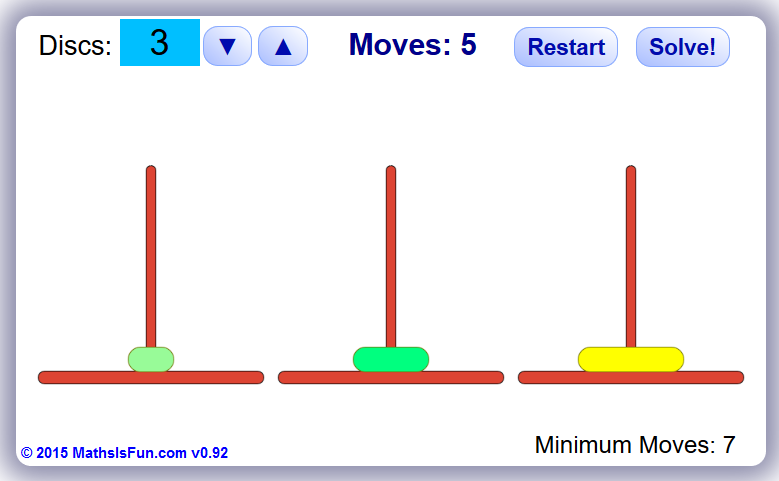 Discs: 3 ▼ ▲ Moves: 5 Restart Solve!
Minimum Moves: 7
© 2015 MathsIsFun.com v0.92